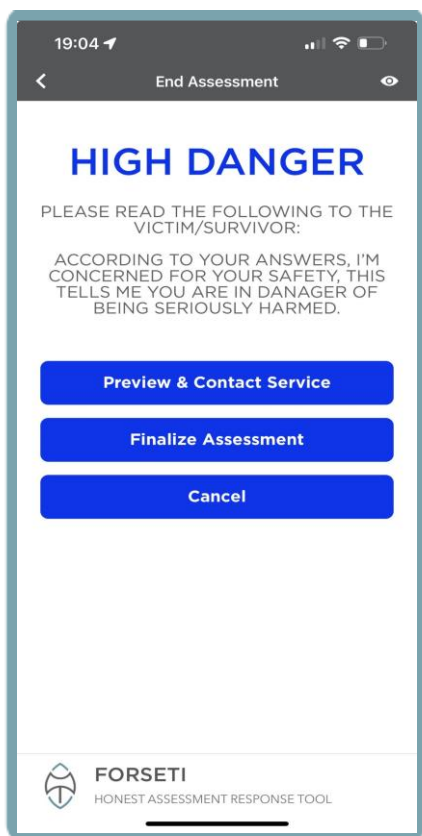 19:04
End Assessment
HIGH DANGER
PLEASE READ THE FOLLOWING TO THE
VICTIM/SURVIVOR:
ACCORDING TO YOUR ANSWERS, I'M
CONCERNED FOR YOUR SAFETY, THIS
TELLS ME YOU ARE IN DANAGER OF
BEING SERIOUSLY HARMED.
Preview & Contact Service
Finalize Assessment
Cancel
FORSETI
HONEST ASSESSMENT RESPONSE TOOL